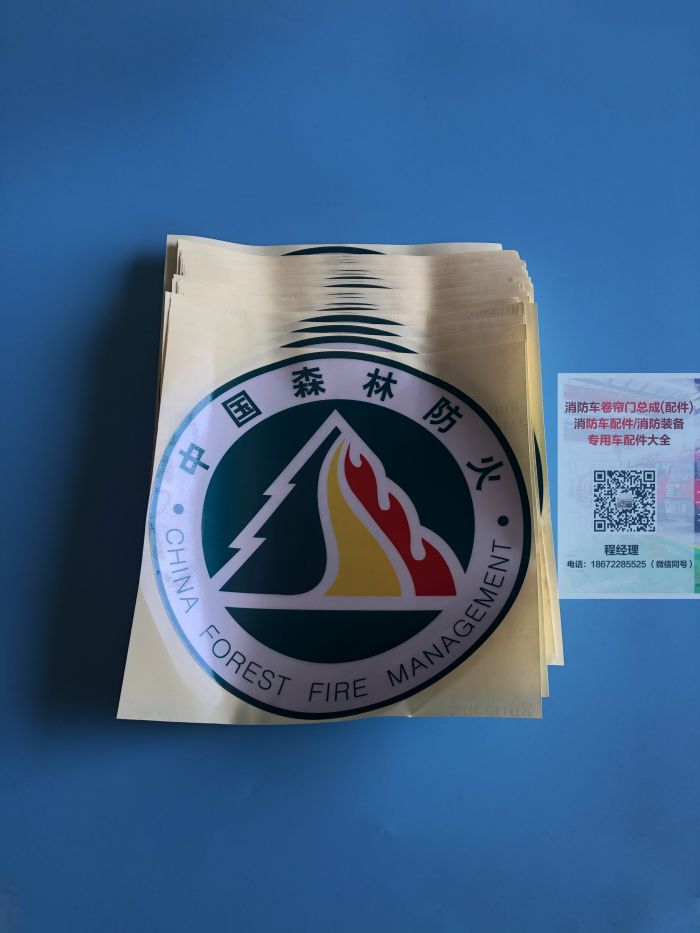 中国森林防火
CHINA FOREST FIRE MANAGEMENT
消防车卷帘门总成(配件)
消防车配件/消防装备
专用车配件大全
程经理
电话：18672285525（微信同号）